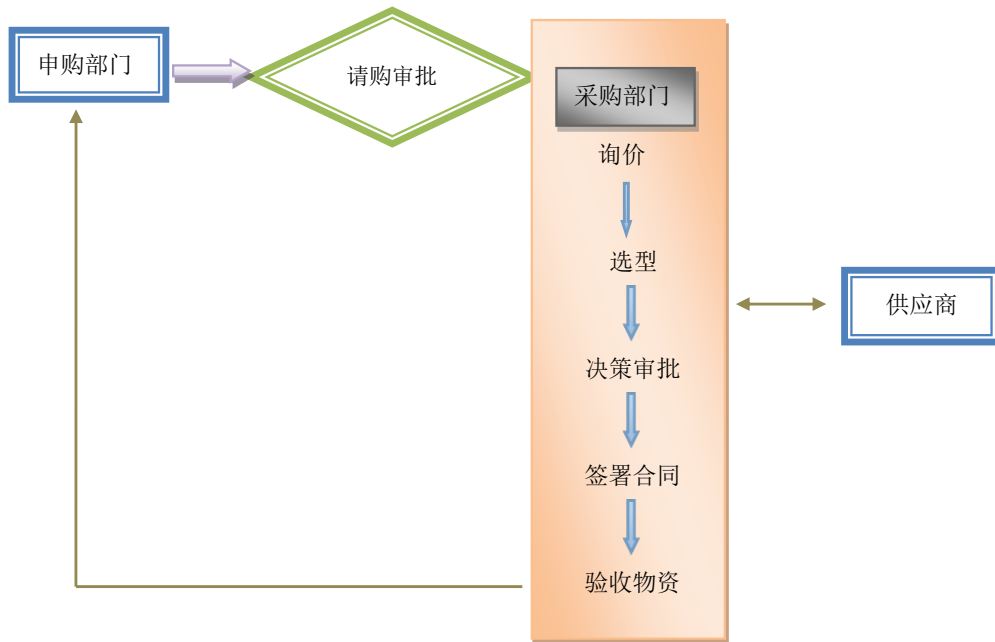 申购部门
请购审批
采购部门
询价
选型
决策审批
签署合同
验收物资
供应商